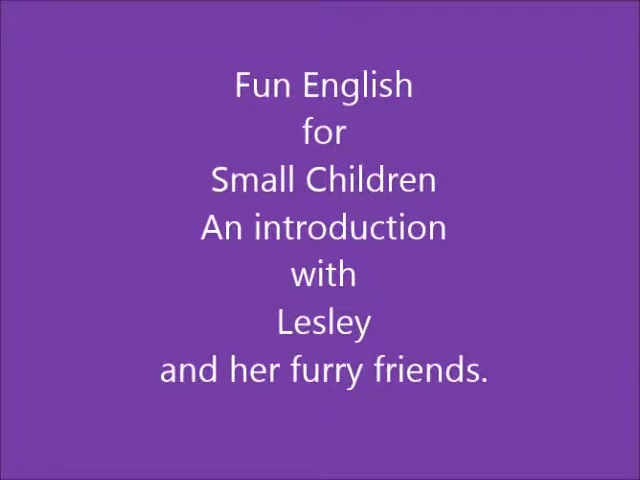 Fun English
for
Small Children
An introduction
with
Lesley
and her furry friends.